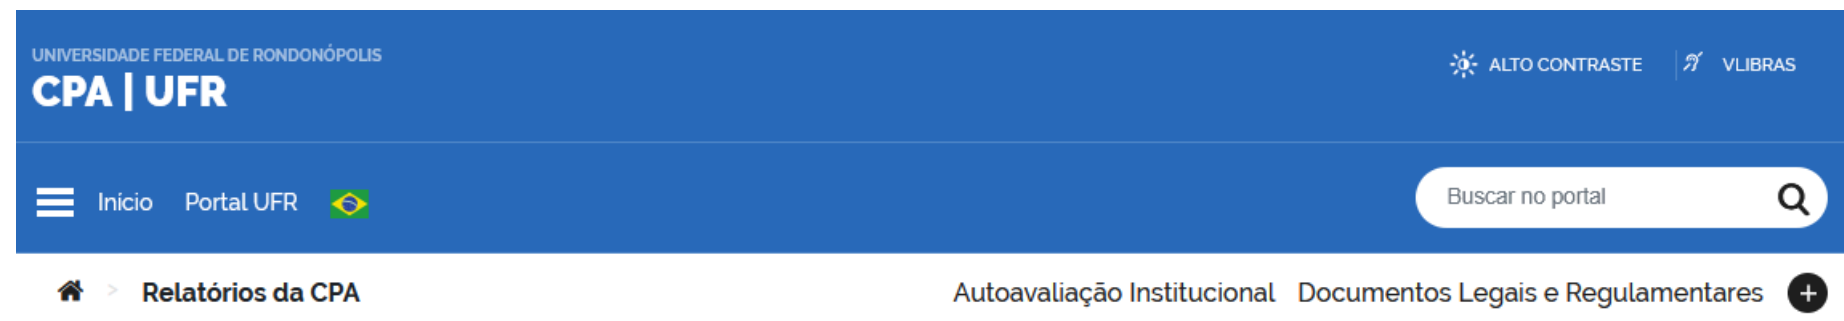 UNIVERSIDADE FEDERAL DE RONDONÓPOLIS
CPA | UFR
ALTO CONTRASTE VLIBRAS
Início Portal UFR
Buscar no portal
> Relatórios da CPA
Autoavaliação Institucional Documentos Legais e Regulamentares +